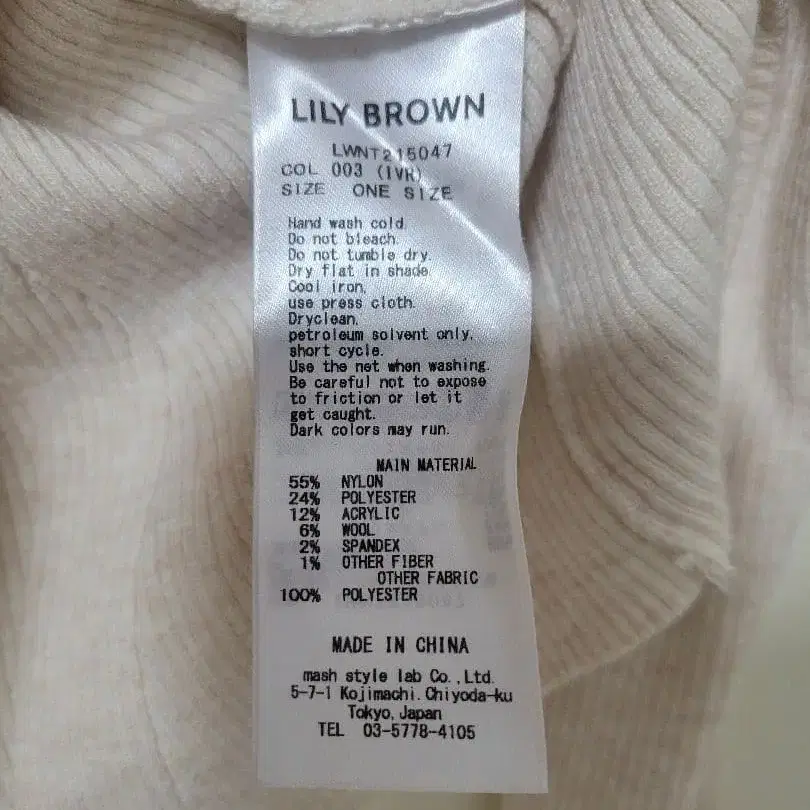 LILY BROWN
LWNT215047
COL 003 (IVR)
SIZE ONE SIZE
Hand wash cold.
Do not bleach.
Do not tumble dry.
Dry flat in shade.
Cool iron,
use press cloth.
Dryclean,
petroleum solvent only,
short cycle.
Use the net when washing.
Be careful not to expose
to friction or let it
get caught.
Dark colors may run.
MAIN MATERIAL
55% NYLON
24% POLYESTER
12% ACRYLIC
6% WOOL
2% SPANDEX
1% OTHER FIBER
OTHER FABRIC
100% POLYESTER
MADE IN CHINA
mash style lab Co.,Ltd.
5-7-1 Kojimachi. Chiyoda-ku
Tokyo, Japan
TEL 03-5778-4105